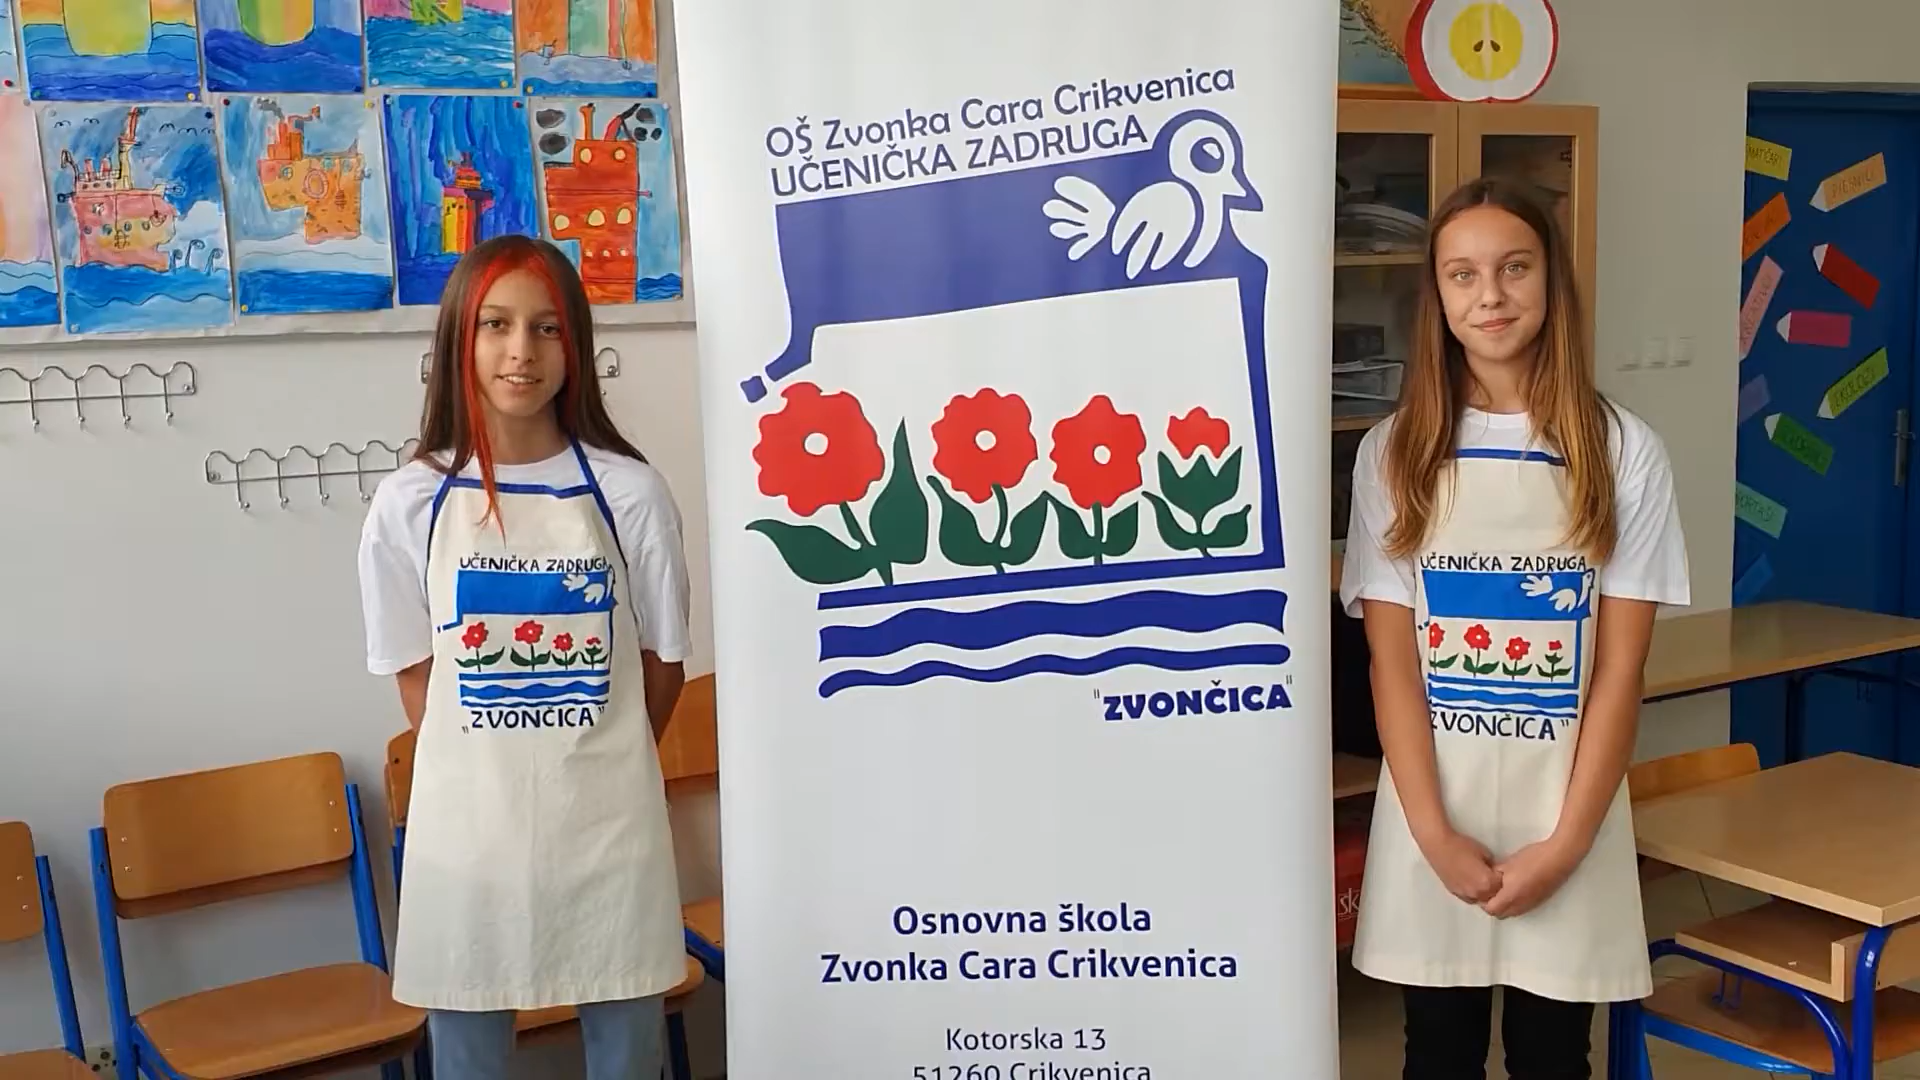 OŠ Zvonka Cara Crikvenica
UČENIČKA ZADRUGA
"ZVONČICA"
Osnovna škola
Zvonka Cara Crikvenica
Kotorska 13
51260 Crikvenica
UČENIČKA ZADRUGA
"ZVONČICA"
UČENIČKA ZADRUGA
ZVONČICA"